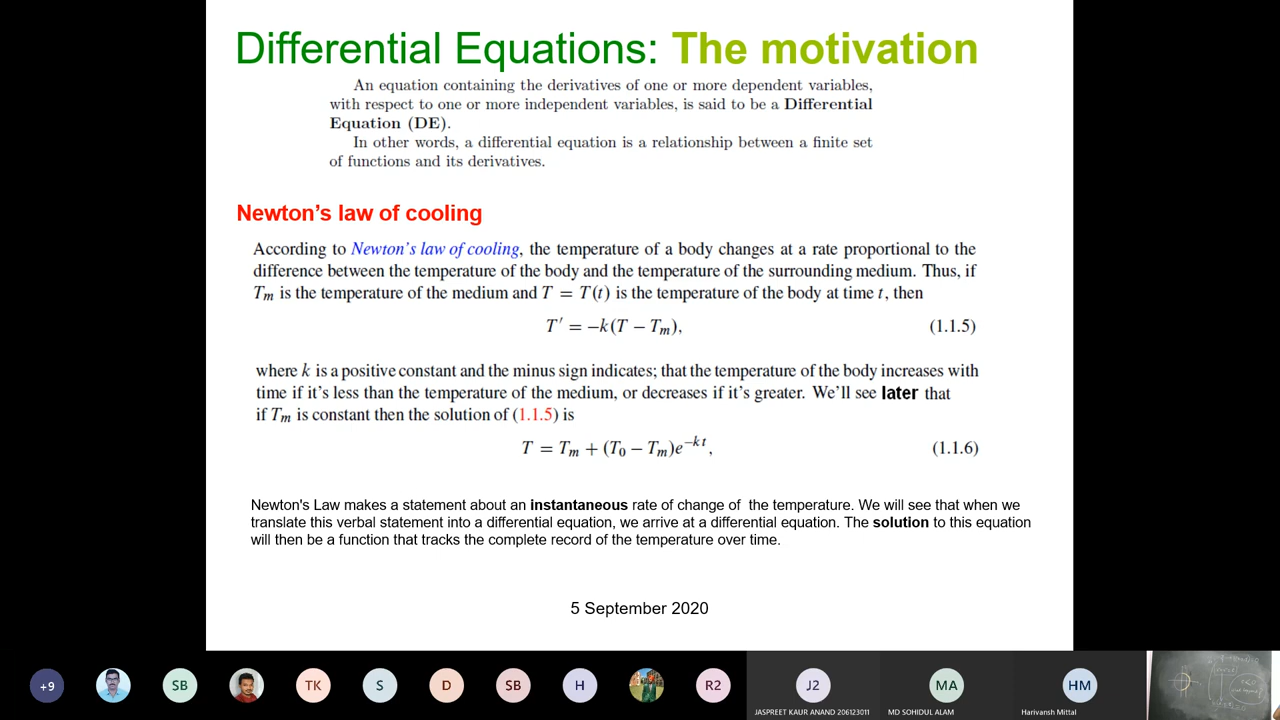 Differential Equations: The motivation
An equation containing the derivatives of one or more dependent variables,
with respect to one or more independent variables, is said to be a Differential
Equation (DE).
In other words, a differential equation is a relationship between a finite set
of functions and its derivatives.
Newton's law of cooling
According to Newton's law of cooling, the temperature of a body changes at a rate proportional to the
difference between the temperature of the body and the temperature of the surrounding medium. Thus, if
Tₘ is the temperature of the medium and T = T(t) is the temperature of the body at time t, then
T′ = −k(T − Tₘ), (1.1.5)
where k is a positive constant and the minus sign indicates; that the temperature of the body increases with
time if it's less than the temperature of the medium, or decreases if it's greater. We'll see later that
if Tₘ is constant then the solution of (1.1.5) is
T = Tₘ + (T₀ − Tₘ)e^{−kt}, (1.1.6)
Newton's Law makes a statement about an instantaneous rate of change of the temperature. We will see that when we
translate this verbal statement into a differential equation, we arrive at a differential equation. The solution to this equation
will then be a function that tracks the complete record of the temperature over time.
5 September 2020
+9 SB TK S D SB H R2 J2 MA HM
JASPREET KAUR ANAND 206123011 MD SOHIDUL ALAM Harivansh Mittal